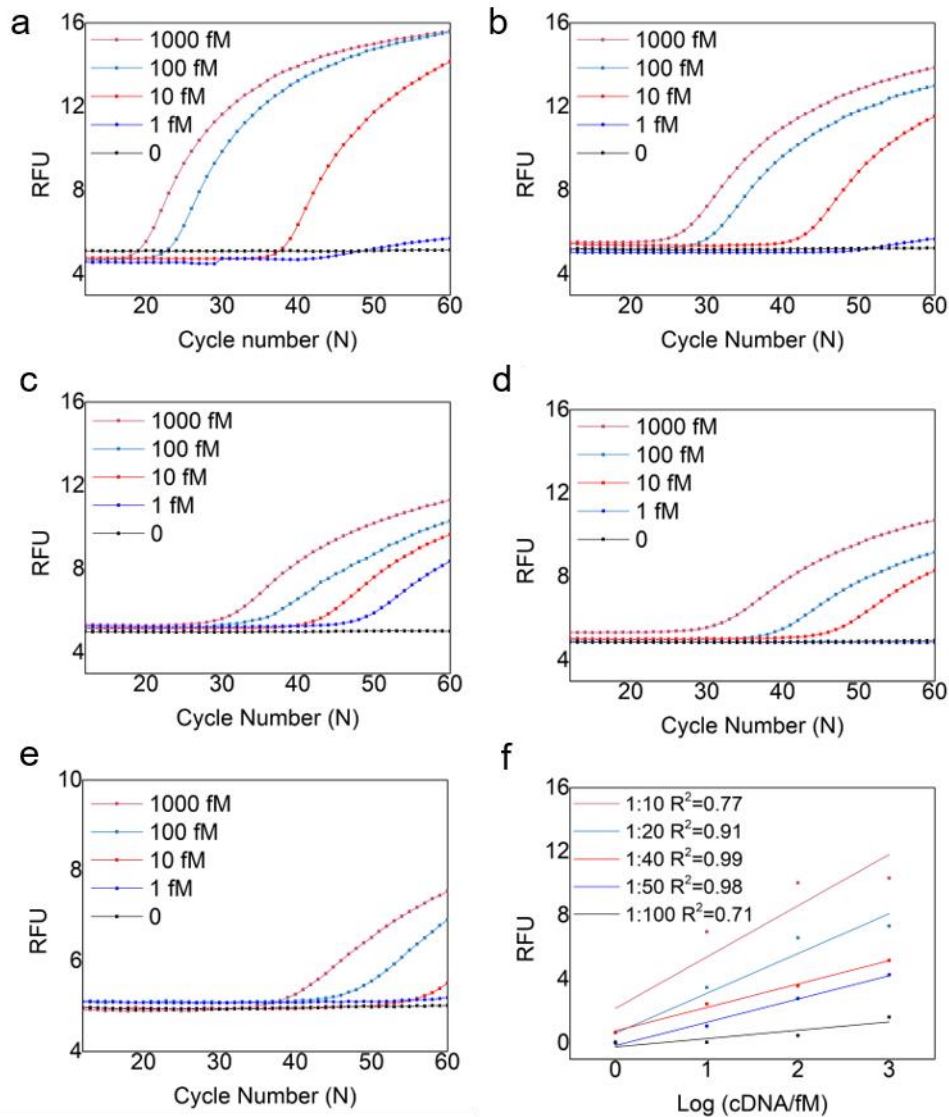 a
16
12
8
4
RFU
1000 fM
100 fM
10 fM
1 fM
0
20 30 40 50 60
Cycle number (N)
b
16
12
8
4
RFU
1000 fM
100 fM
10 fM
1 fM
0
20 30 40 50 60
Cycle Number (N)
c
16
12
8
4
RFU
1000 fM
100 fM
10 fM
1 fM
0
20 30 40 50 60
Cycle Number (N)
d
16
12
8
4
RFU
1000 fM
100 fM
10 fM
1 fM
0
20 30 40 50 60
Cycle Number (N)
e
10
8
6
4
RFU
1000 fM
100 fM
10 fM
1 fM
0
20 30 40 50 60
Cycle Number (N)
f
16
12
8
4
0
RFU
1:10 R²=0.77
1:20 R²=0.91
1:40 R²=0.99
1:50 R²=0.98
1:100 R²=0.71
0 1 2 3
Log (cDNA/fM)